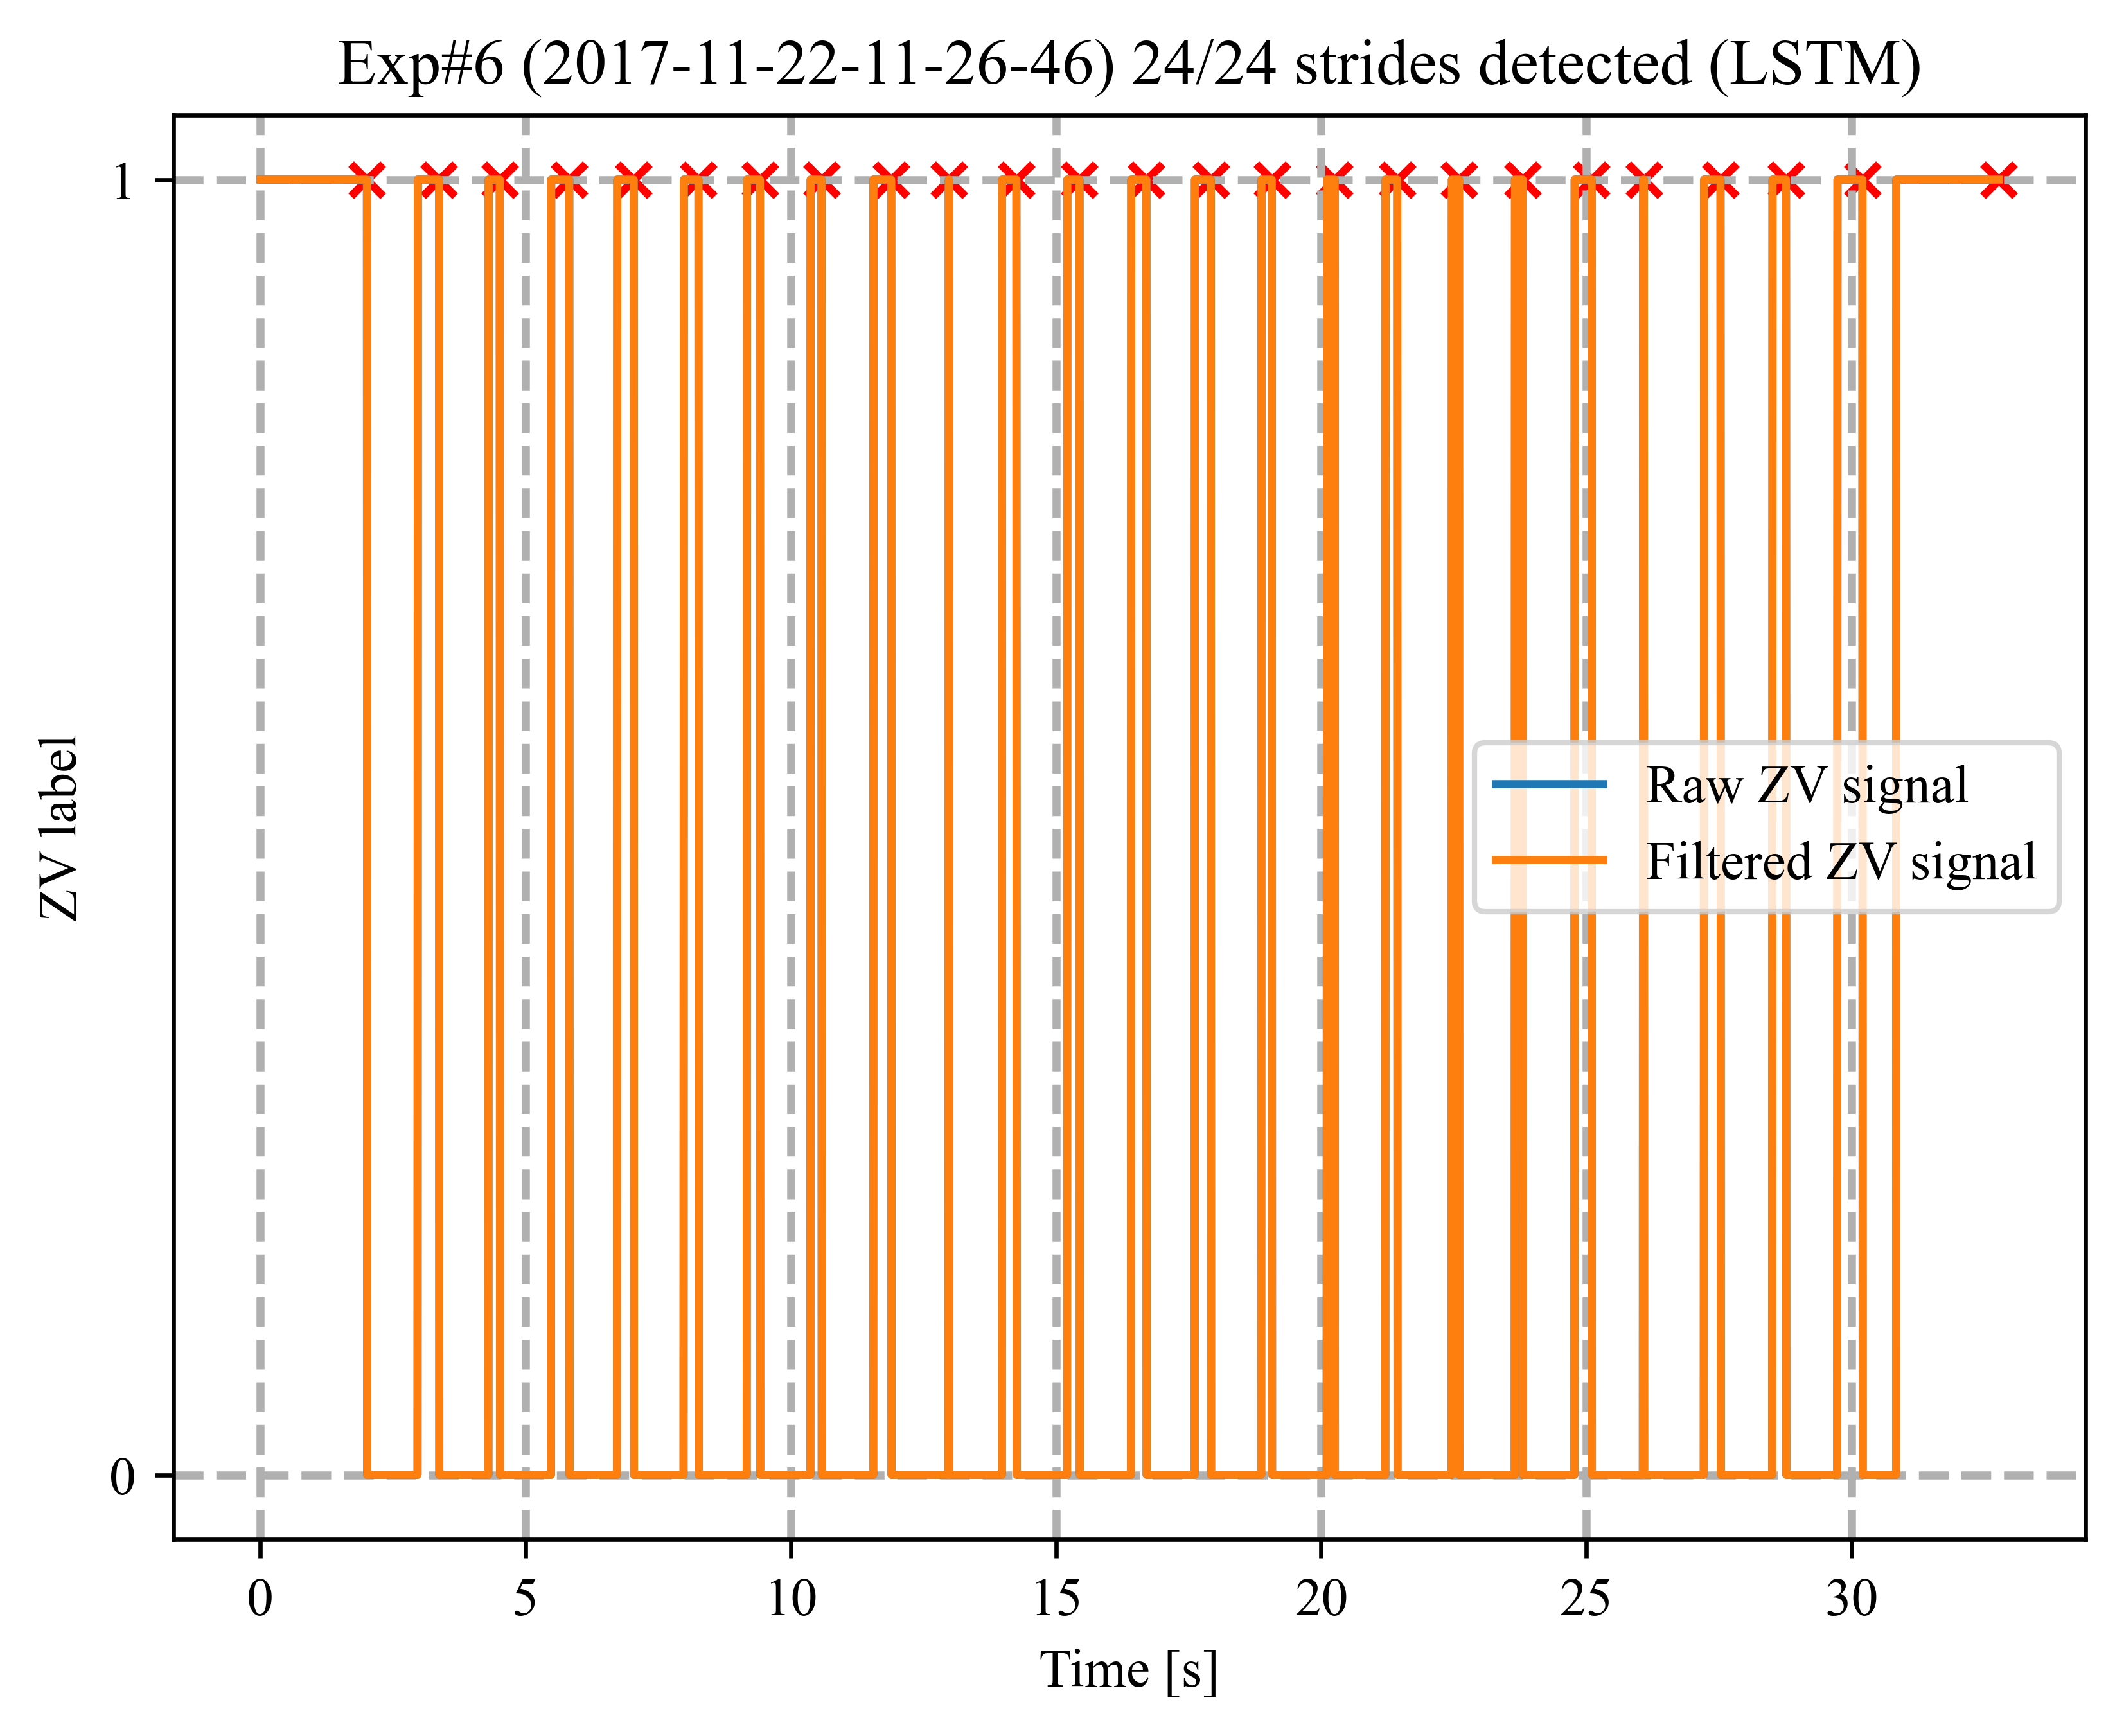 Exp#6 (2017-11-22-11-26-46) 24/24 strides detected (LSTM)
1
ZV label
Raw ZV signal
Filtered ZV signal
0
0 5 10 15 20 25 30
Time [s]